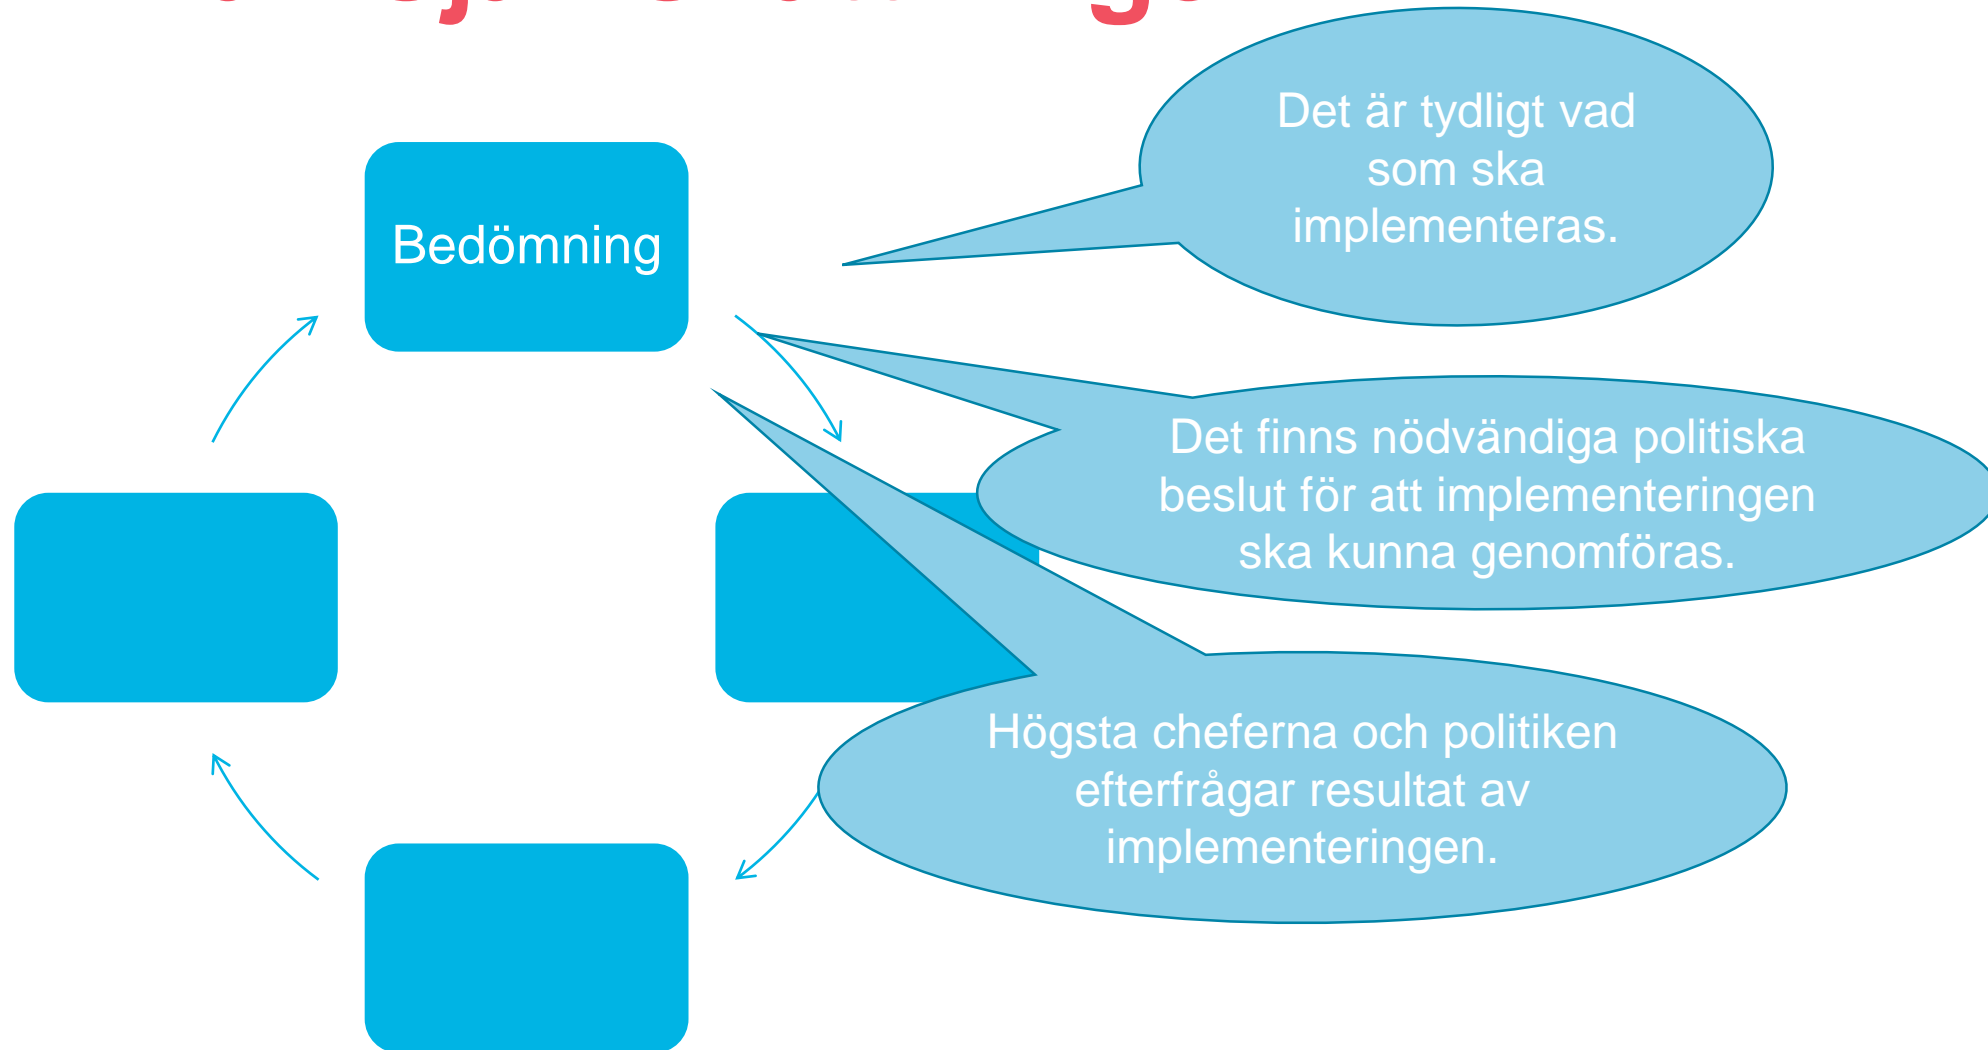 Bedömning
Det är tydligt vad
som ska
implementeras.
Det finns nödvändiga politiska
beslut för att implementeringen
ska kunna genomföras.
Högsta cheferna och politiken
efterfrågar resultat av
implementeringen.